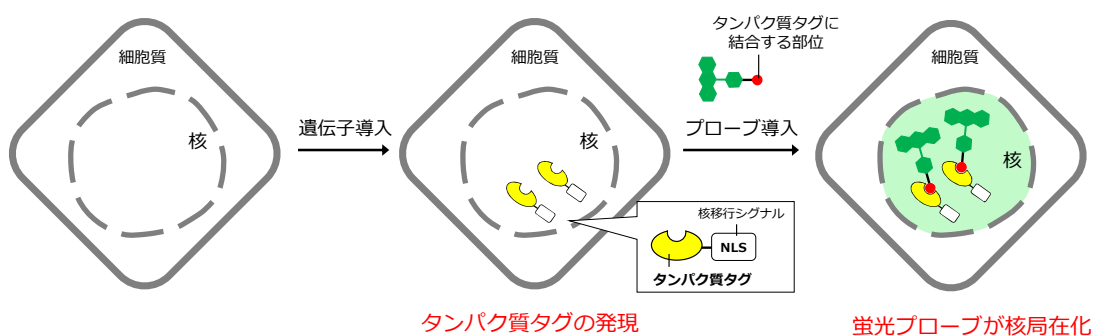 細胞質
核
遺伝子導入
細胞質
核
核移行シグナル
NLS
タンパク質タグ
タンパク質タグの発現
タンパク質タグに
結合する部位
プローブ導入
細胞質
核
蛍光プローブが核局在化